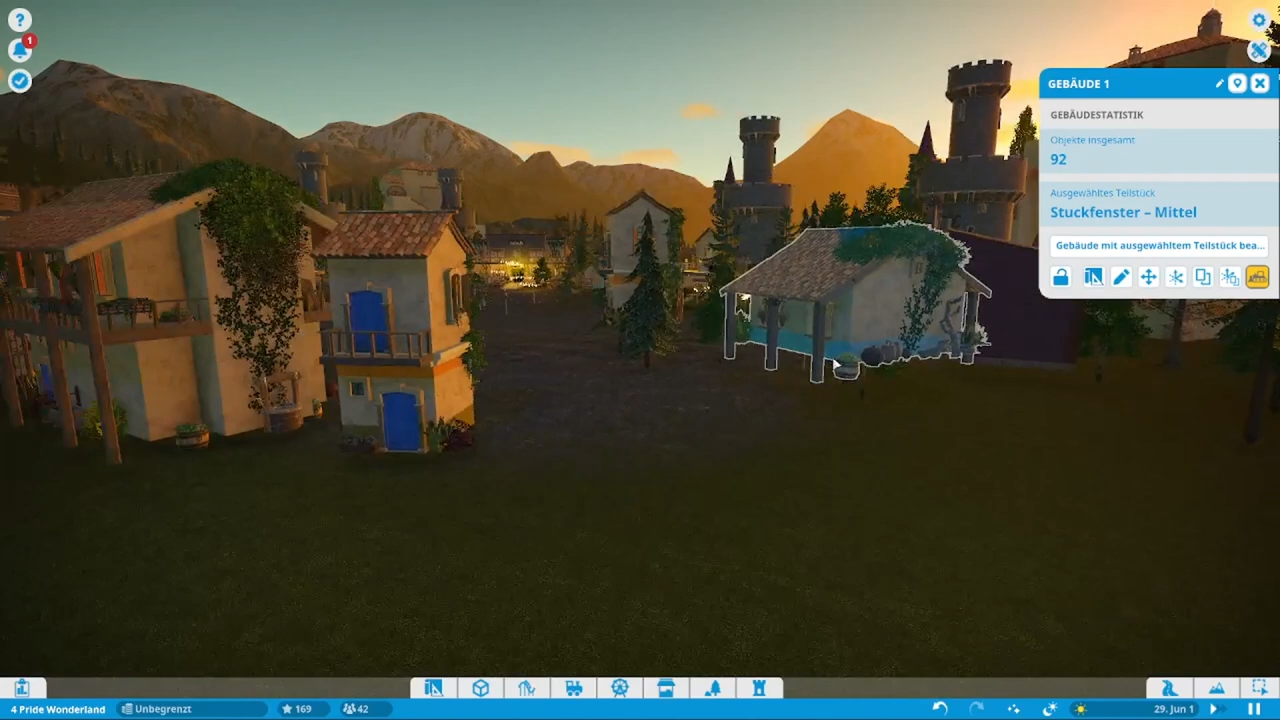 ?
1
GEBÄUDE 1
GEBÄUDESTATISTIK
Objekte insgesamt
92
Ausgewähltes Teilstück
Stuckfenster – Mittel
Gebäude mit ausgewähltem Teilstück bea...
4 Pride Wonderland
Unbegrenzt
169
42
29. Jun 1